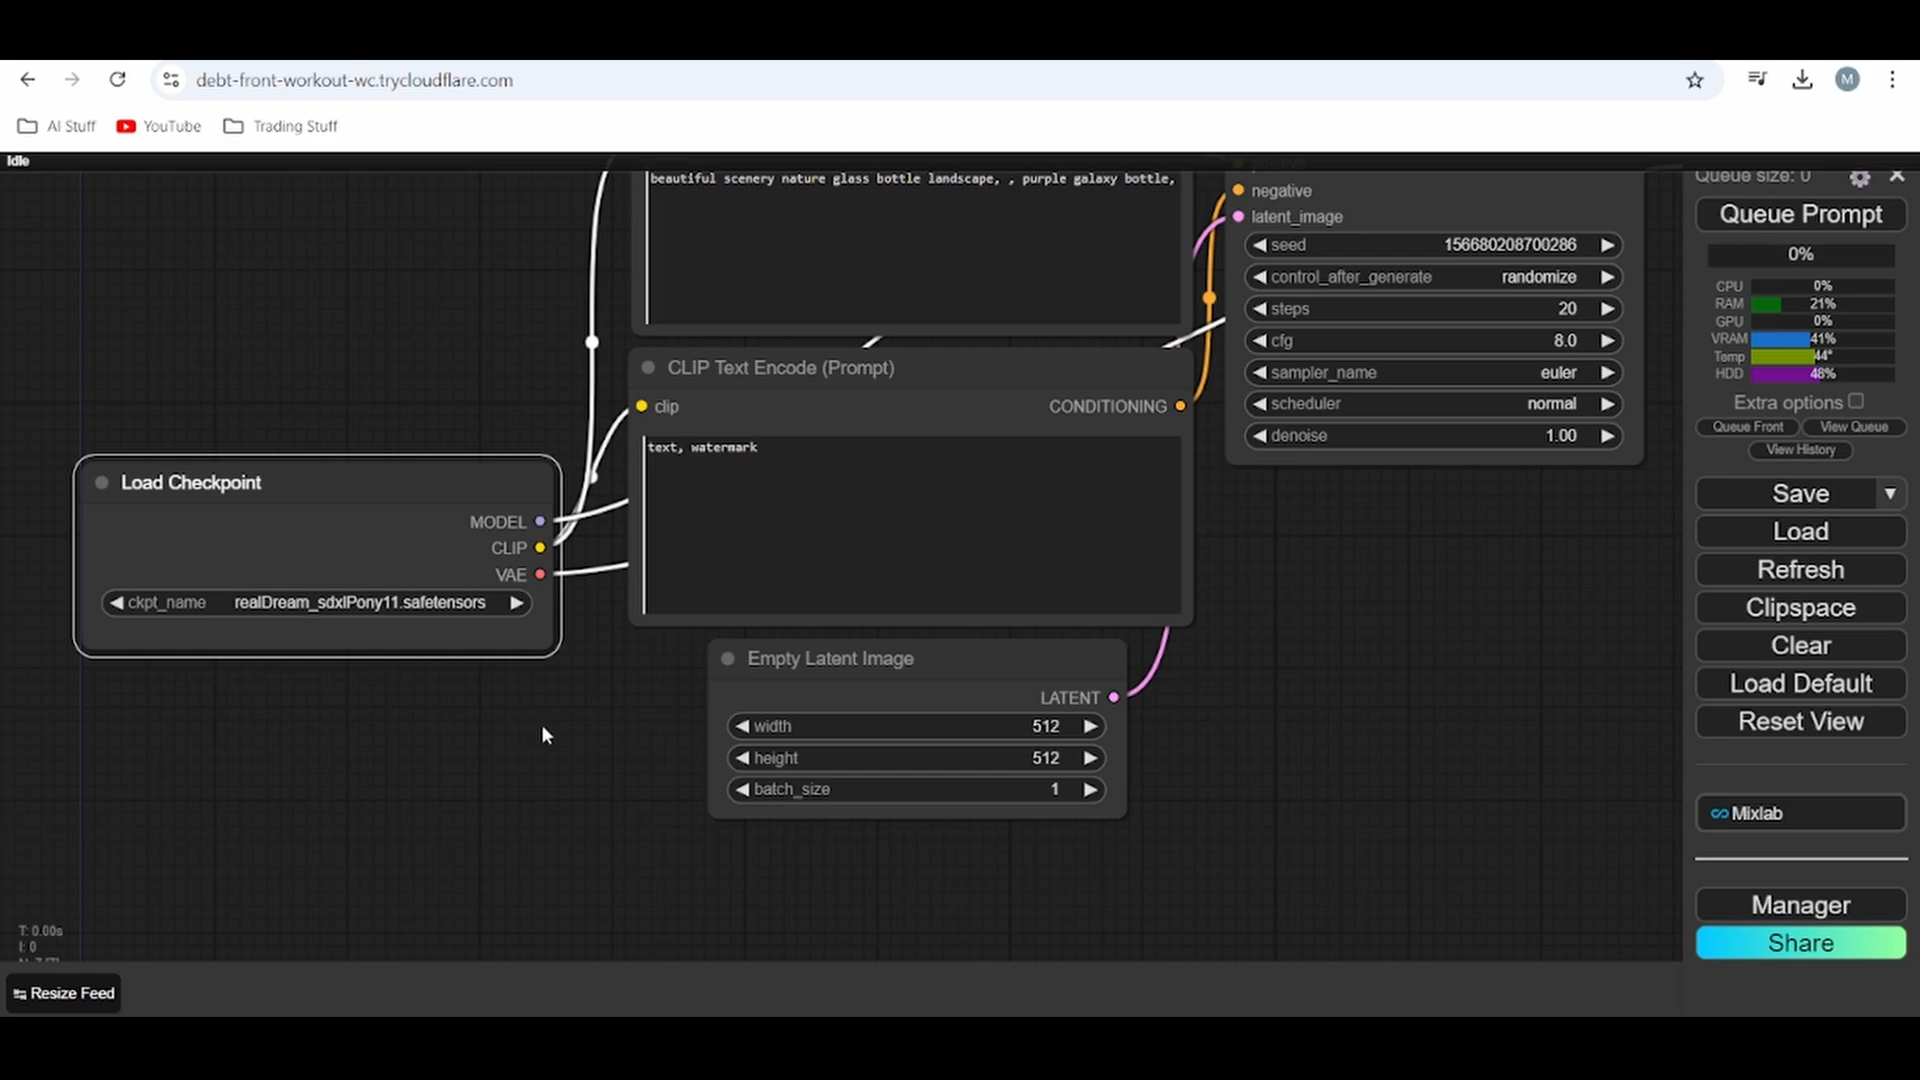 debt-front-workout-wc.trycloudflare.com
M
AI Stuff
YouTube
Trading Stuff
Idle
beautiful scenery nature glass bottle landscape, , purple galaxy bottle,
CLIP Text Encode (Prompt)
clip
CONDITIONING
text, watermark
Load Checkpoint
MODEL
CLIP
VAE
ckpt_name realDream_sdxlPony11.safetensors
Empty Latent Image
LATENT
width 512
height 512
batch_size 1
negative
latent_image
seed 156680208700286
control_after_generate randomize
steps 20
cfg 8.0
sampler_name euler
scheduler normal
denoise 1.00
Queue size: 0
Queue Prompt
0%
CPU 0%
RAM 21%
GPU 0%
VRAM 41%
Temp 44°
HDD 48%
Extra options
Queue Front
View Queue
View History
Save
Load
Refresh
Clipspace
Clear
Load Default
Reset View
Mixlab
Manager
Share
T: 0.00s
I: 0
Resize Feed